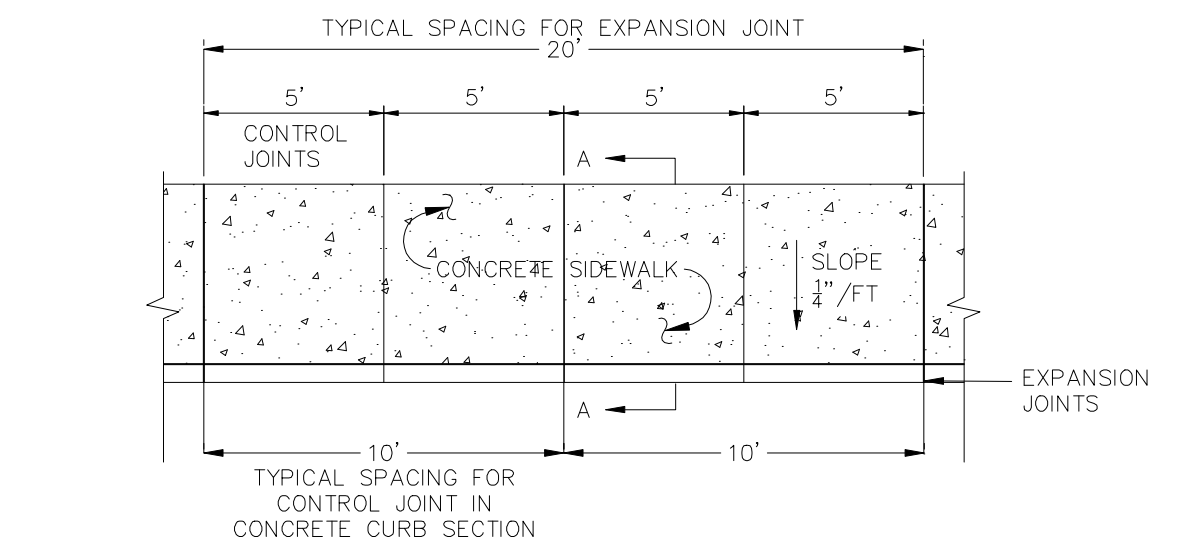 TYPICAL SPACING FOR EXPANSION JOINT
20'
5' 5' 5' 5'
CONTROL
JOINTS
A
CONCRETE SIDEWALK
SLOPE
1/4" /FT
EXPANSION
JOINTS
A
10' 10'
TYPICAL SPACING FOR
CONTROL JOINT IN
CONCRETE CURB SECTION